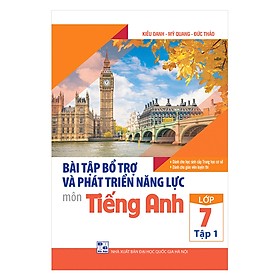 KIỀU OANH - MỸ QUANG - ĐỨC THẢO
BÀI TẬP BỔ TRỢ
VÀ PHÁT TRIỂN NĂNG LỰC
môn Tiếng Anh
LỚP
7
Tập 1
NHÀ XUẤT BẢN ĐẠI HỌC QUỐC GIA HÀ NỘI